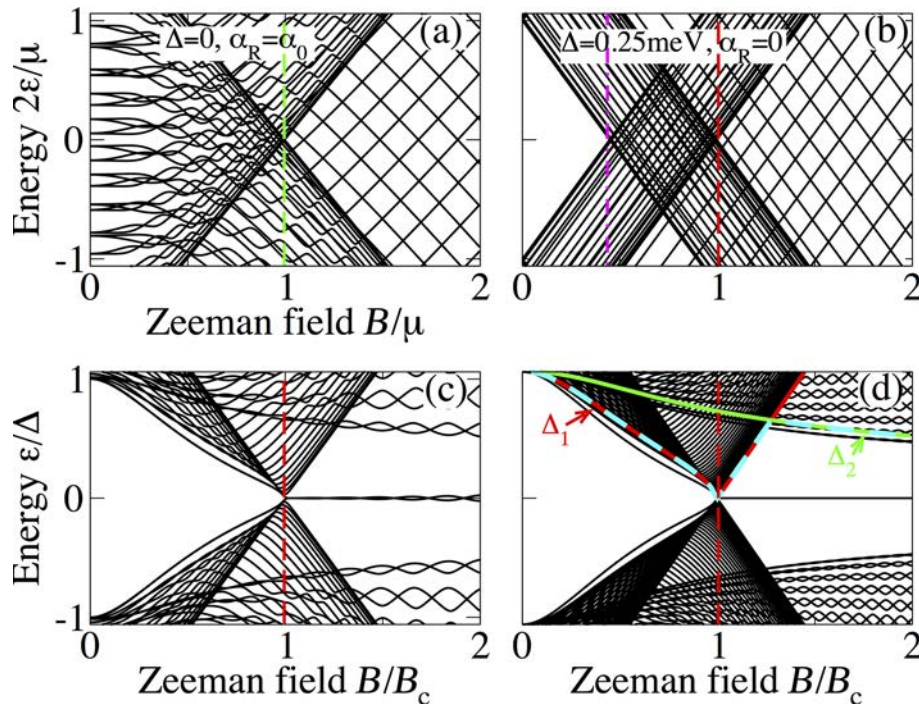 (a)
Δ=0, α_R=α_0
(b)
Δ=0.25meV, α_R=0
Energy 2ε/μ
1
0
-1
0 1 2
0 1 2
Zeeman field B/μ
(c)
(d)
Δ_1
Δ_2
Energy ε/Δ
1
0
-1
0 1 2
0 1 2
Zeeman field B/B_c
Zeeman field B/B_c